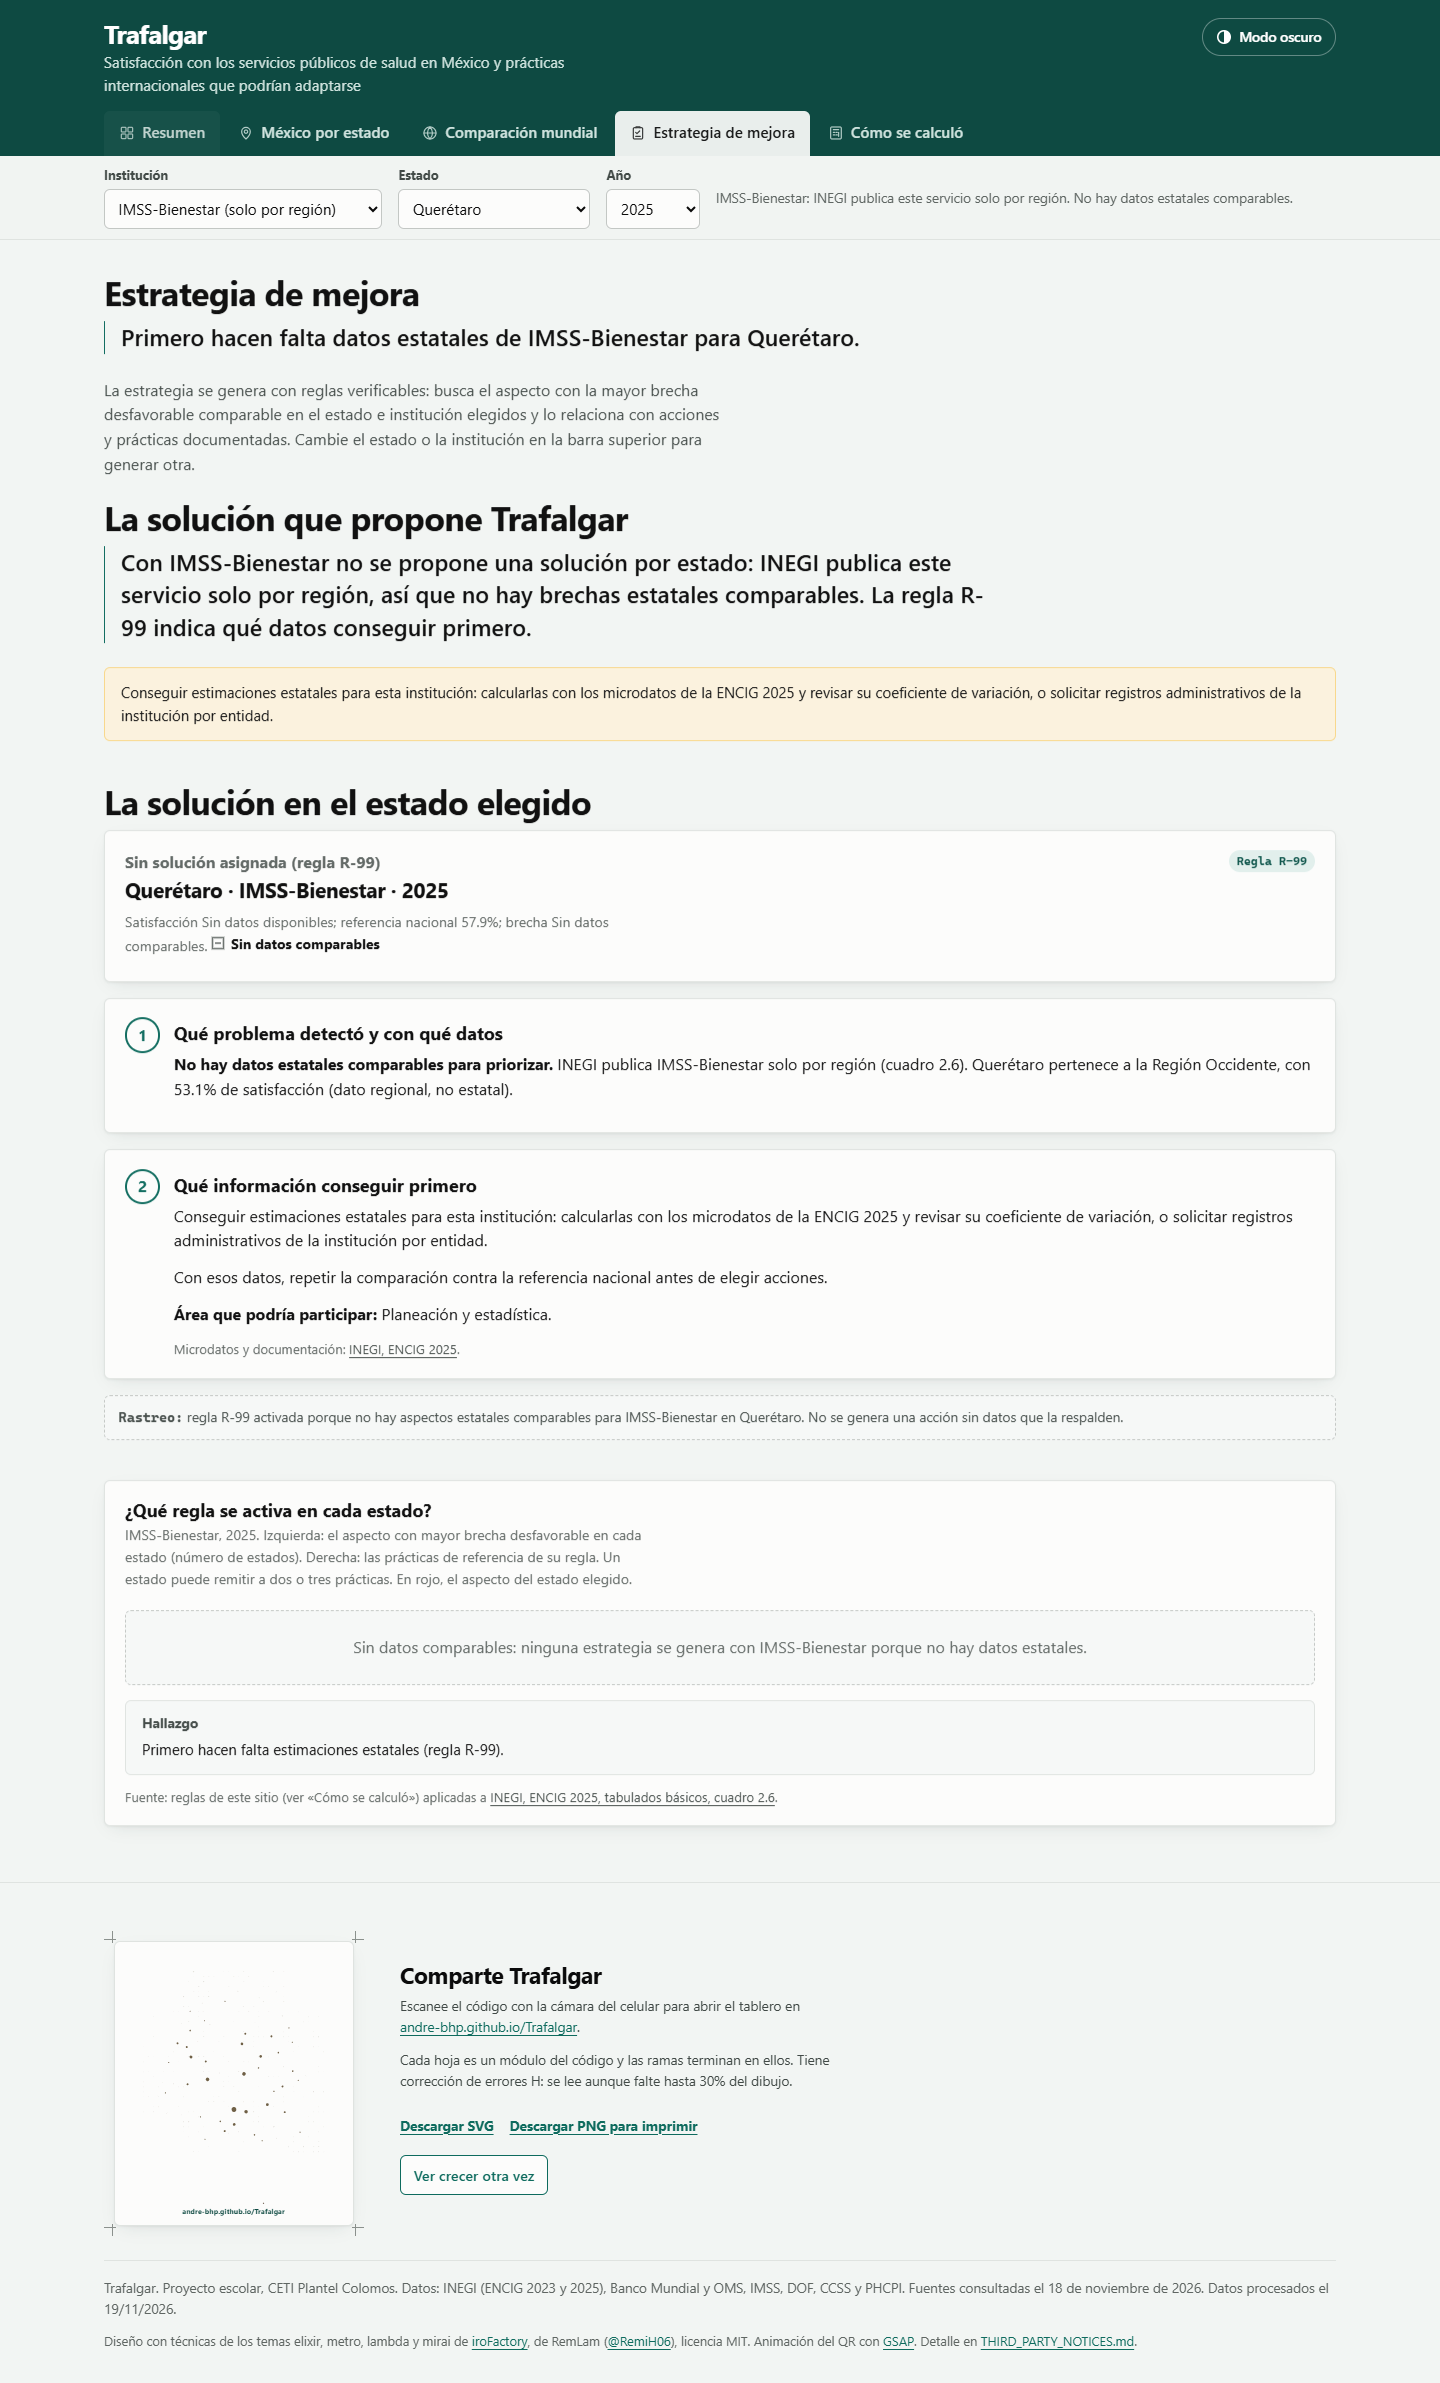 Trafalgar
Satisfacción con los servicios públicos de salud en México y prácticas
internacionales que podrían adaptarse
Modo oscuro
Resumen
México por estado
Comparación mundial
Estrategia de mejora
Cómo se calculó
Institución
Estado
Año
IMSS-Bienestar (solo por región)
Querétaro
2025
IMSS-Bienestar: INEGI publica este servicio solo por región. No hay datos estatales comparables.
Estrategia de mejora
Primero hacen falta datos estatales de IMSS-Bienestar para Querétaro.
La estrategia se genera con reglas verificables: busca el aspecto con la mayor brecha
desfavorable comparable en el estado e institución elegidos y lo relaciona con acciones
y prácticas documentadas. Cambie el estado o la institución en la barra superior para
generar otra.
La solución que propone Trafalgar
Con IMSS-Bienestar no se propone una solución por estado: INEGI publica este
servicio solo por región, así que no hay brechas estatales comparables. La regla R-
99 indica qué datos conseguir primero.
Conseguir estimaciones estatales para esta institución: calcularlas con los microdatos de la ENCIG 2025 y revisar su coeficiente de variación, o solicitar registros administrativos de la
institución por entidad.
La solución en el estado elegido
Sin solución asignada (regla R-99)
Regla R-99
Querétaro · IMSS-Bienestar · 2025
Satisfacción Sin datos disponibles; referencia nacional 57.9%; brecha Sin datos
comparables. Sin datos comparables
1
Qué problema detectó y con qué datos
No hay datos estatales comparables para priorizar. INEGI publica IMSS-Bienestar solo por región (cuadro 2.6). Querétaro pertenece a la Región Occidente, con
53.1% de satisfacción (dato regional, no estatal).
2
Qué información conseguir primero
Conseguir estimaciones estatales para esta institución: calcularlas con los microdatos de la ENCIG 2025 y revisar su coeficiente de variación, o solicitar registros
administrativos de la institución por entidad.
Con esos datos, repetir la comparación contra la referencia nacional antes de elegir acciones.
Área que podría participar: Planeación y estadística.
Microdatos y documentación: INEGI, ENCIG 2025.
Rastreo: regla R-99 activada porque no hay aspectos estatales comparables para IMSS-Bienestar en Querétaro. No se genera una acción sin datos que la respalden.
¿Qué regla se activa en cada estado?
IMSS-Bienestar, 2025. Izquierda: el aspecto con mayor brecha desfavorable en cada
estado (número de estados). Derecha: las prácticas de referencia de su regla. Un
estado puede remitir a dos o tres prácticas. En rojo, el aspecto del estado elegido.
Sin datos comparables: ninguna estrategia se genera con IMSS-Bienestar porque no hay datos estatales.
Hallazgo
Primero hacen falta estimaciones estatales (regla R-99).
Fuente: reglas de este sitio (ver «Cómo se calculó») aplicadas a INEGI, ENCIG 2025, tabulados básicos, cuadro 2.6.
andre-bhp.github.io/Trafalgar
Comparte Trafalgar
Escanee el código con la cámara del celular para abrir el tablero en
andre-bhp.github.io/Trafalgar.
Cada hoja es un módulo del código y las ramas terminan en ellos. Tiene
corrección de errores H: se lee aunque falte hasta 30% del dibujo.
Descargar SVG
Descargar PNG para imprimir
Ver crecer otra vez
Trafalgar. Proyecto escolar, CETI Plantel Colomos. Datos: INEGI (ENCIG 2023 y 2025), Banco Mundial y OMS, IMSS, DOF, CCSS y PHCPI. Fuentes consultadas el 18 de noviembre de 2026. Datos procesados el
19/11/2026.
Diseño con técnicas de los temas elixir, metro, lambda y mirai de iroFactory, de RemLam (@RemiH06), licencia MIT. Animación del QR con GSAP. Detalle en THIRD_PARTY_NOTICES.md.